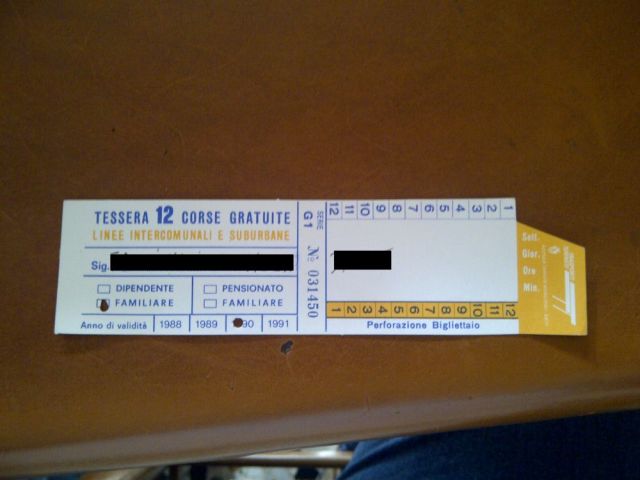 TESSERA 12 CORSE GRATUITE
LINEE INTERCOMUNALI E SUBURBANE
Sig.
DIPENDENTE
PENSIONATO
FAMILIARE
FAMILIARE
Anno di validità 1988 1989 90 1991
SERIE
G1
Nº 031450
12 11 10 9 8 7 6 5 4 3 2 1
1 2 3 4 5 6 7 8 9 10 11 12
Perforazione Bigliettaio
Sett.
Gior.
Ore
Min.